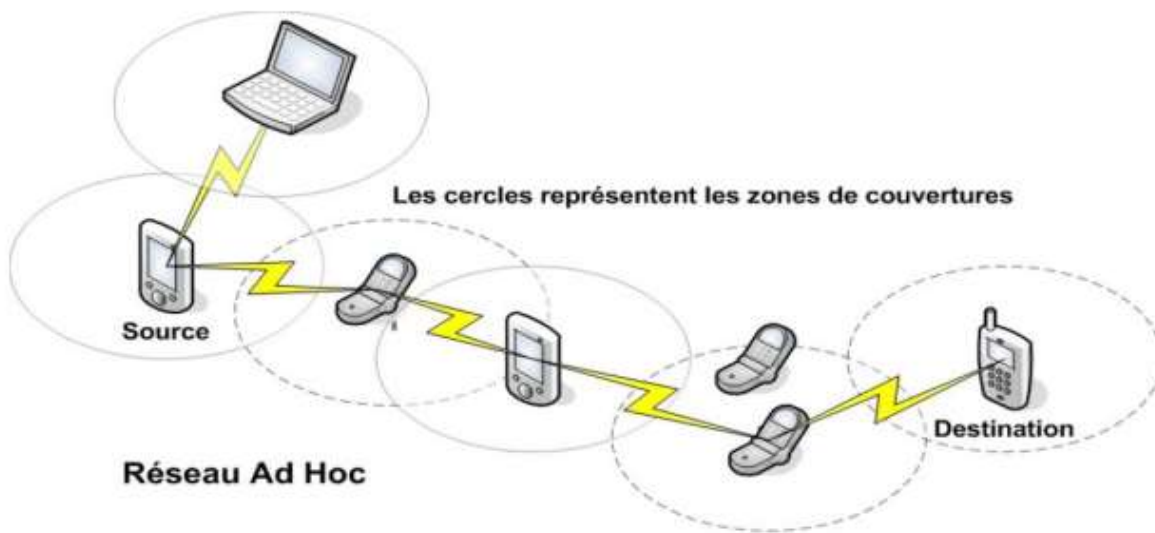 Les cercles représentent les zones de couvertures
Source
Destination
Réseau Ad Hoc